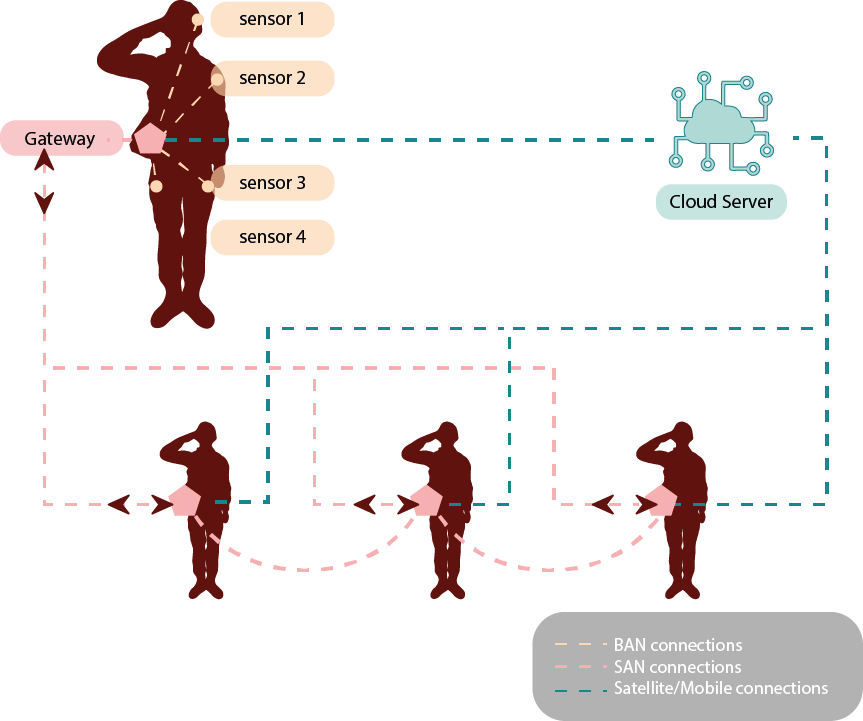 sensor 1
sensor 2
Gateway
sensor 3
Cloud Server
sensor 4
BAN connections
SAN connections
Satellite/Mobile connections